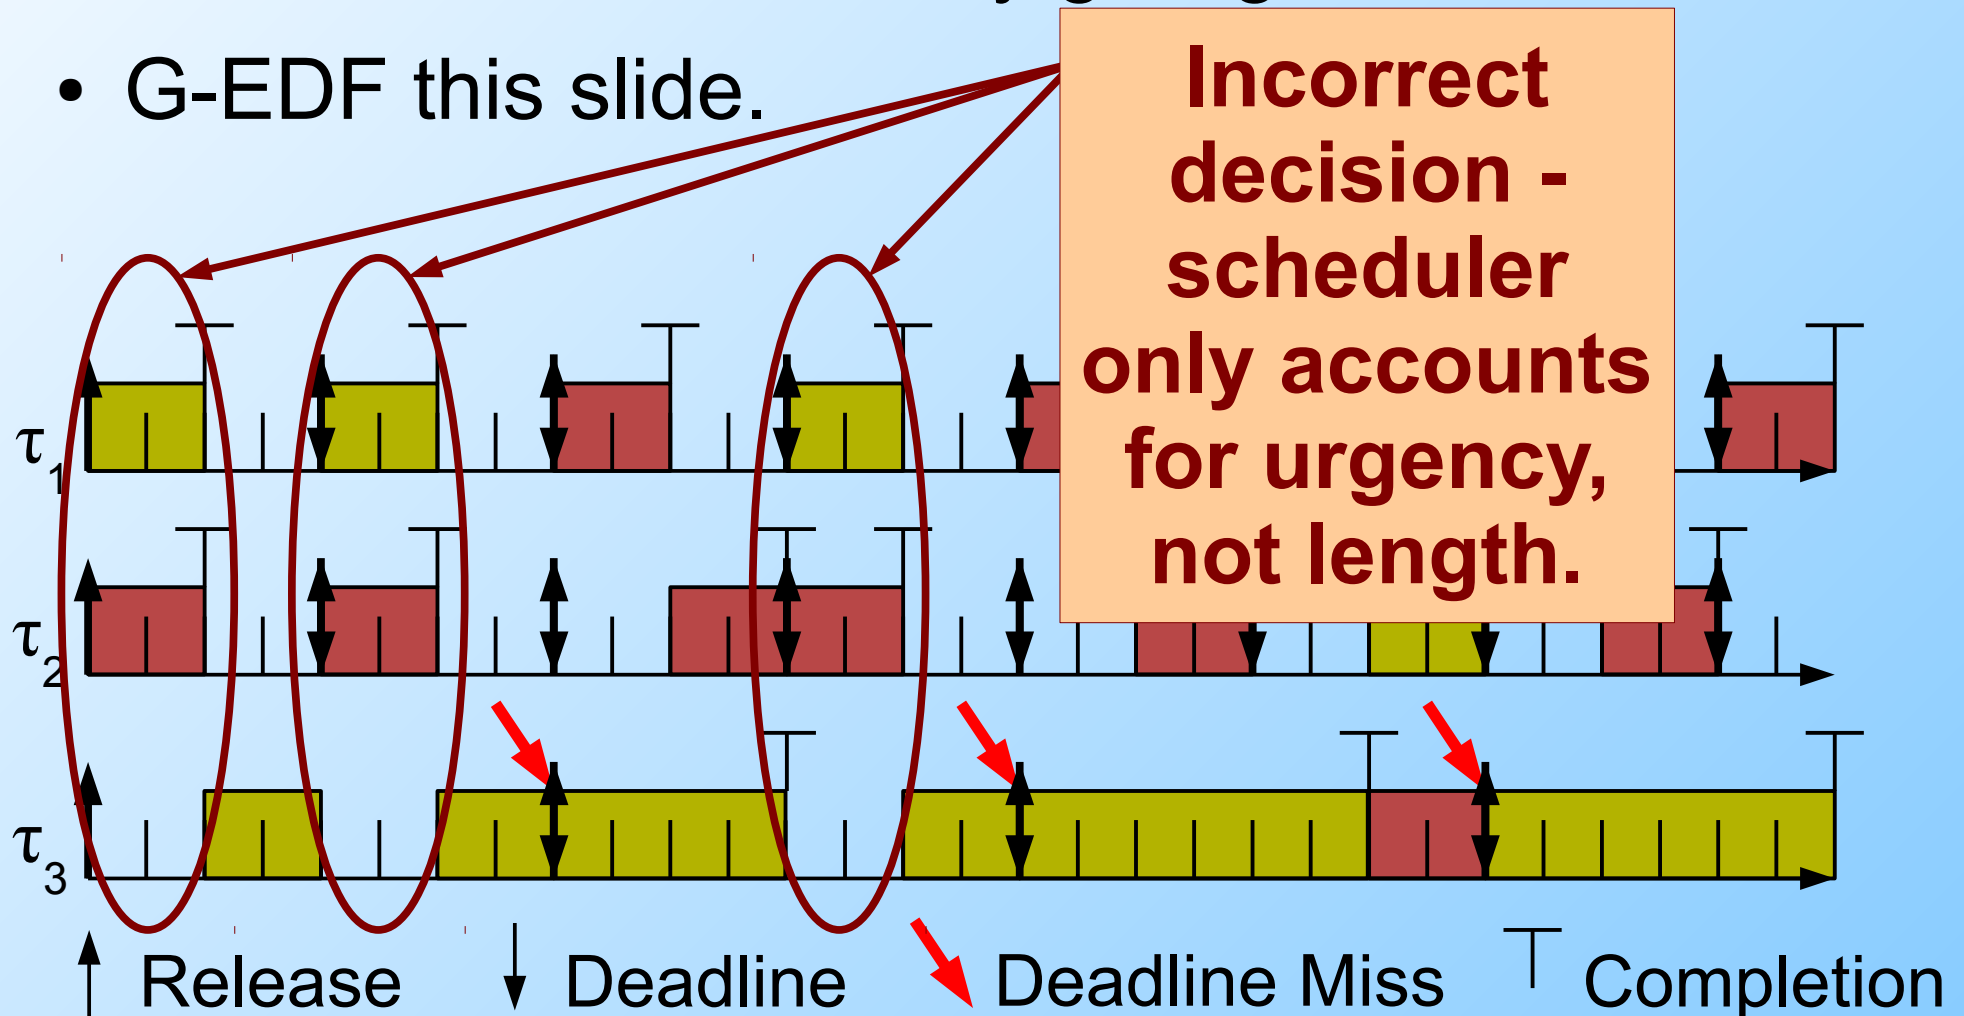 • G-EDF this slide.
Incorrect
decision -
scheduler
only accounts
for urgency,
not length.
τ1
τ2
τ3
Release
Deadline
Deadline Miss
Completion